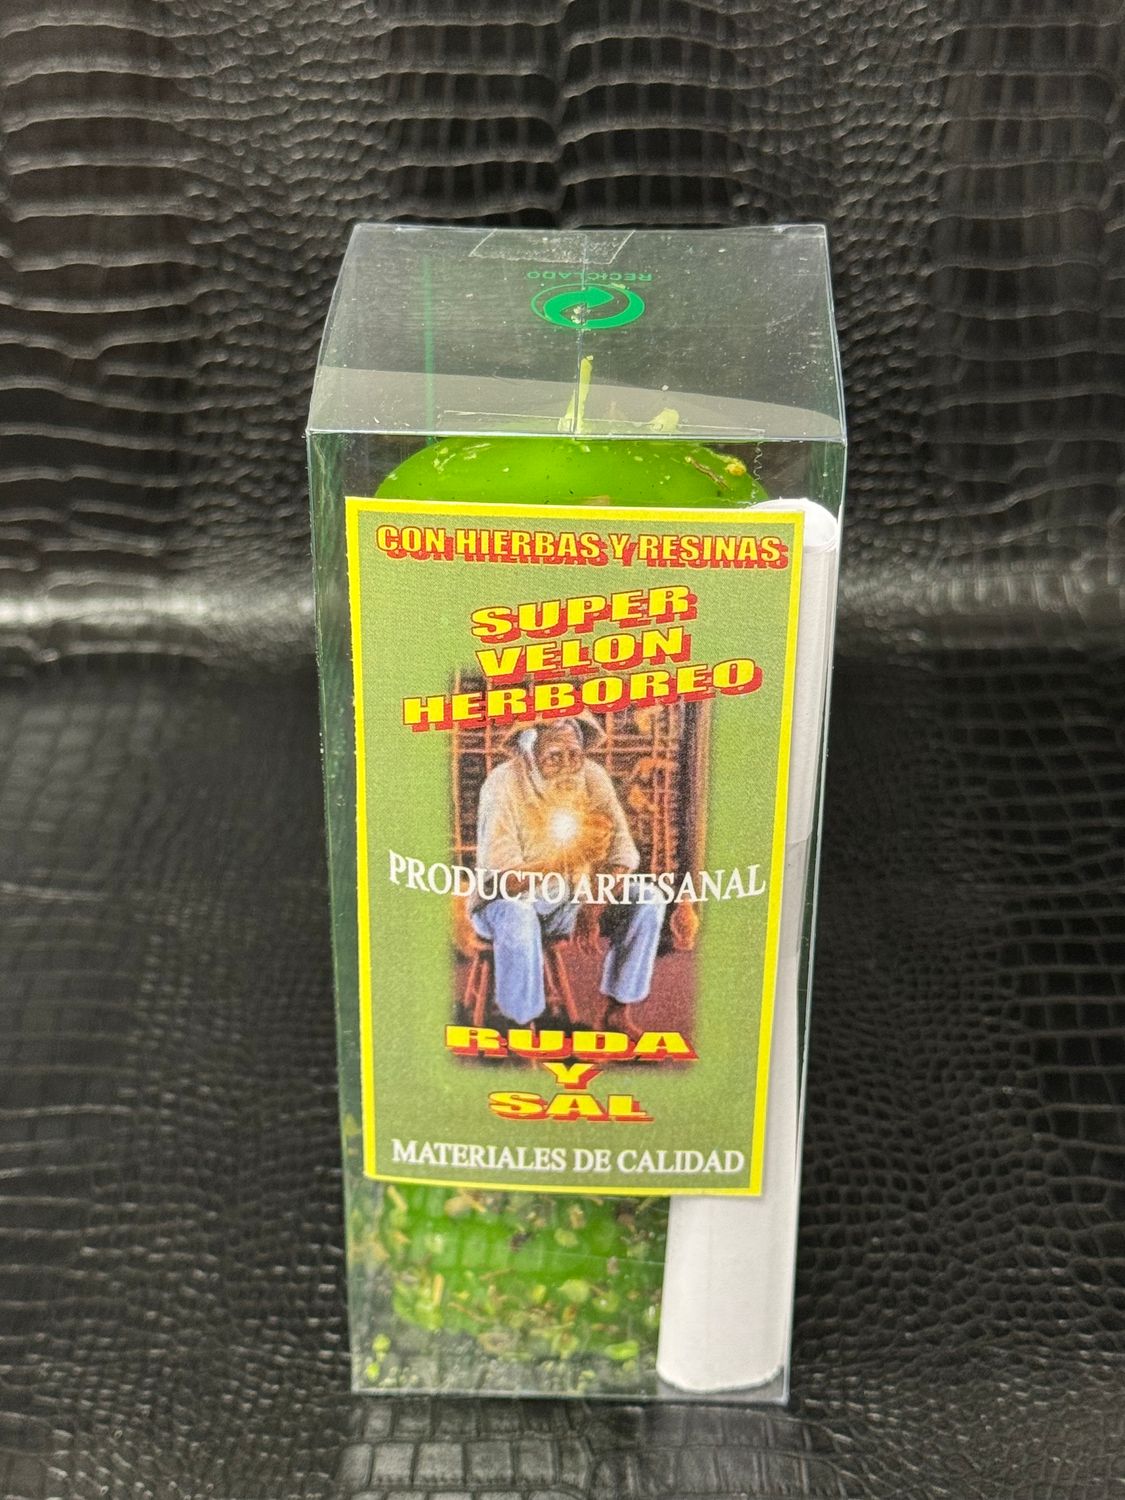 RECICLADO
CON HIERBAS Y RESINAS
SUPER
VELON
HERBOREO
PRODUCTO ARTESANAL
RUDA
Y
SAL
MATERIALES DE CALIDAD